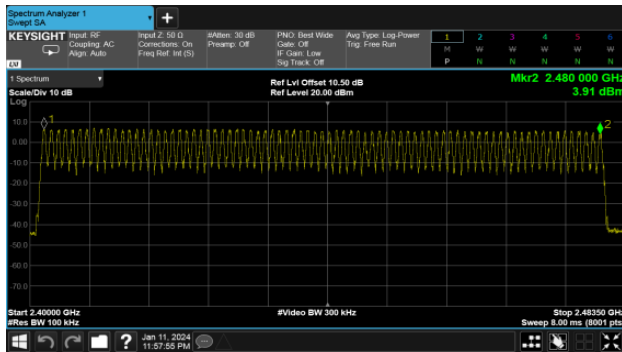 Spectrum Analyzer 1
Swept SA
+
KEYSIGHT
Input: RF
Coupling: AC
Align: Auto
Input Z: 50 Ω
Corrections: On
Freq Ref: Int (S)
#Atten: 30 dB
Preamp: Off
PNO: Best Wide
Gate: Off
IF Gain: Low
Sig Track: Off
Avg Type: Log-Power
Trig: Free Run
1 2 3 4 5 6
M W W W W W
P N N N N N
LXI
1 Spectrum
Scale/Div 10 dB
Ref Lvl Offset 10.50 dB
Ref Level 20.00 dBm
Mkr2 2.480 000 GHz
3.91 dBm
Log
10.0
0.00
-10.0
-20.0
-30.0
-40.0
-50.0
-60.0
-70.0
1
2
Start 2.40000 GHz
#Res BW 100 kHz
#Video BW 300 kHz
Stop 2.48350 GHz
Sweep 8.00 ms (8001 pts)
?
Jan 11, 2024
11:57:55 PM